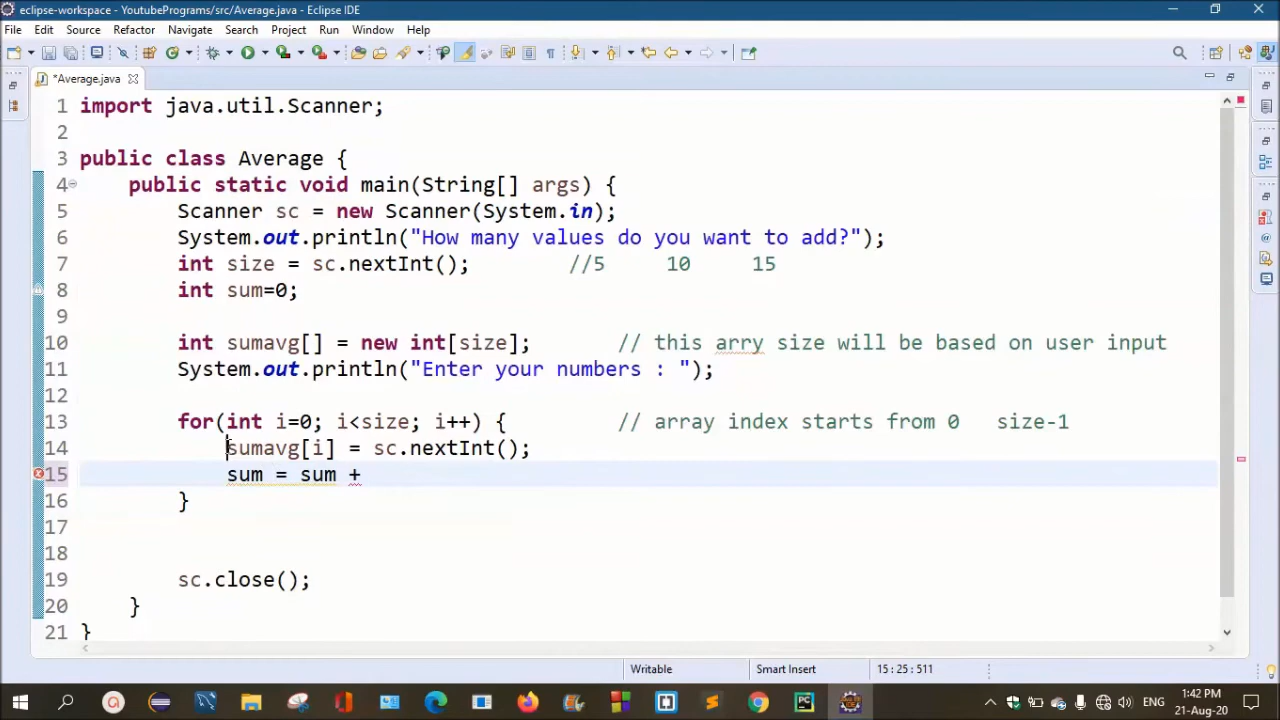 eclipse-workspace - YoutubePrograms/src/Average.java - Eclipse IDE
File Edit Source Refactor Navigate Search Project Run Window Help
*Average.java
1 import java.util.Scanner;
2
3 public class Average {
4 public static void main(String[] args) {
5 Scanner sc = new Scanner(System.in);
6 System.out.println("How many values do you want to add?");
7 int size = sc.nextInt(); //5 10 15
8 int sum=0;
9
10 int sumavg[] = new int[size]; // this arry size will be based on user input
11 System.out.println("Enter your numbers : ");
12
13 for(int i=0; i<size; i++) { // array index starts from 0 size-1
14 sumavg[i] = sc.nextInt();
15 sum = sum +
16 }
17
18
19 sc.close();
20 }
21 }
Writable Smart Insert 15 : 25 : 511
ENG 1:42 PM
21-Aug-20